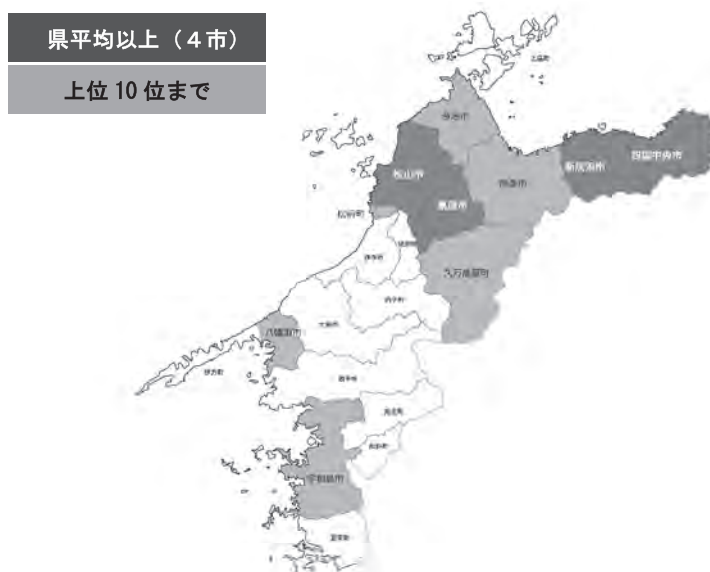 県平均以上（４市）
上位 10 位まで
上島町
今治市
松山市
東温市
西条市
新居浜市
四国中央市
松前町
砥部町
伊予市
久万高原町
内子町
大洲市
八幡浜市
伊方町
西予市
鬼北町
松野町
宇和島市
愛南町